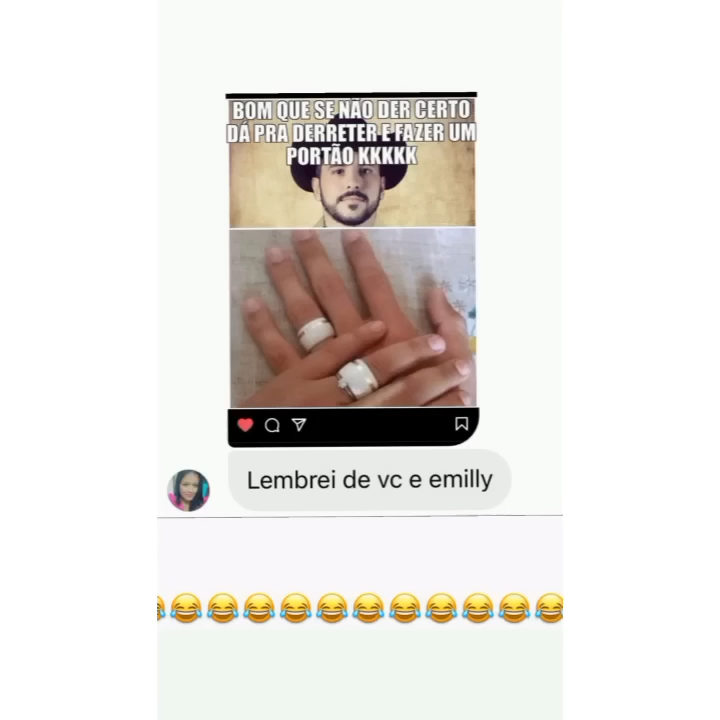 BOM QUE SE NÃO DER CERTO
DÁ PRA DERRETER E FAZER UM
PORTÃO KKKKK
Lembrei de vc e emilly